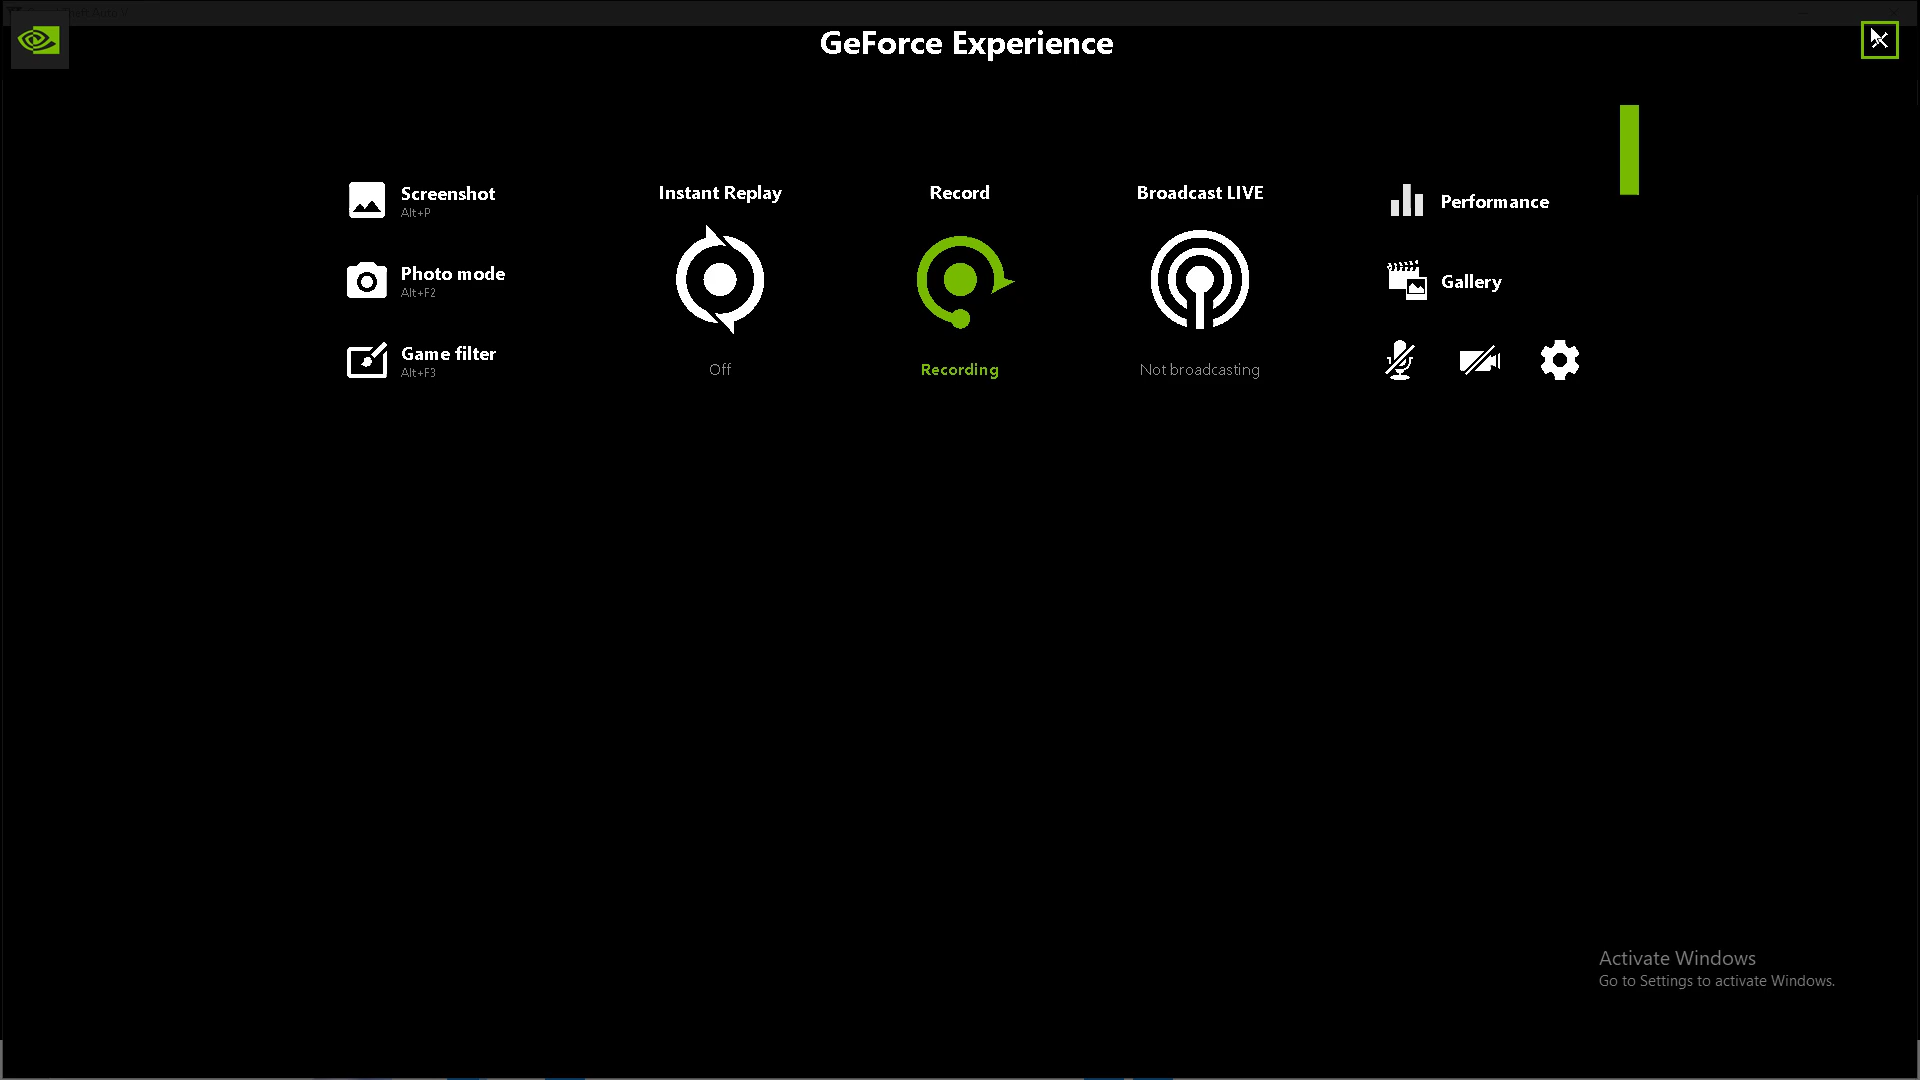 GeForce Experience
Screenshot
Alt+P
Photo mode
Alt+F2
Game filter
Alt+F3
Instant Replay
Off
Record
Recording
Broadcast LIVE
Not broadcasting
Performance
Gallery
Activate Windows
Go to Settings to activate Windows.